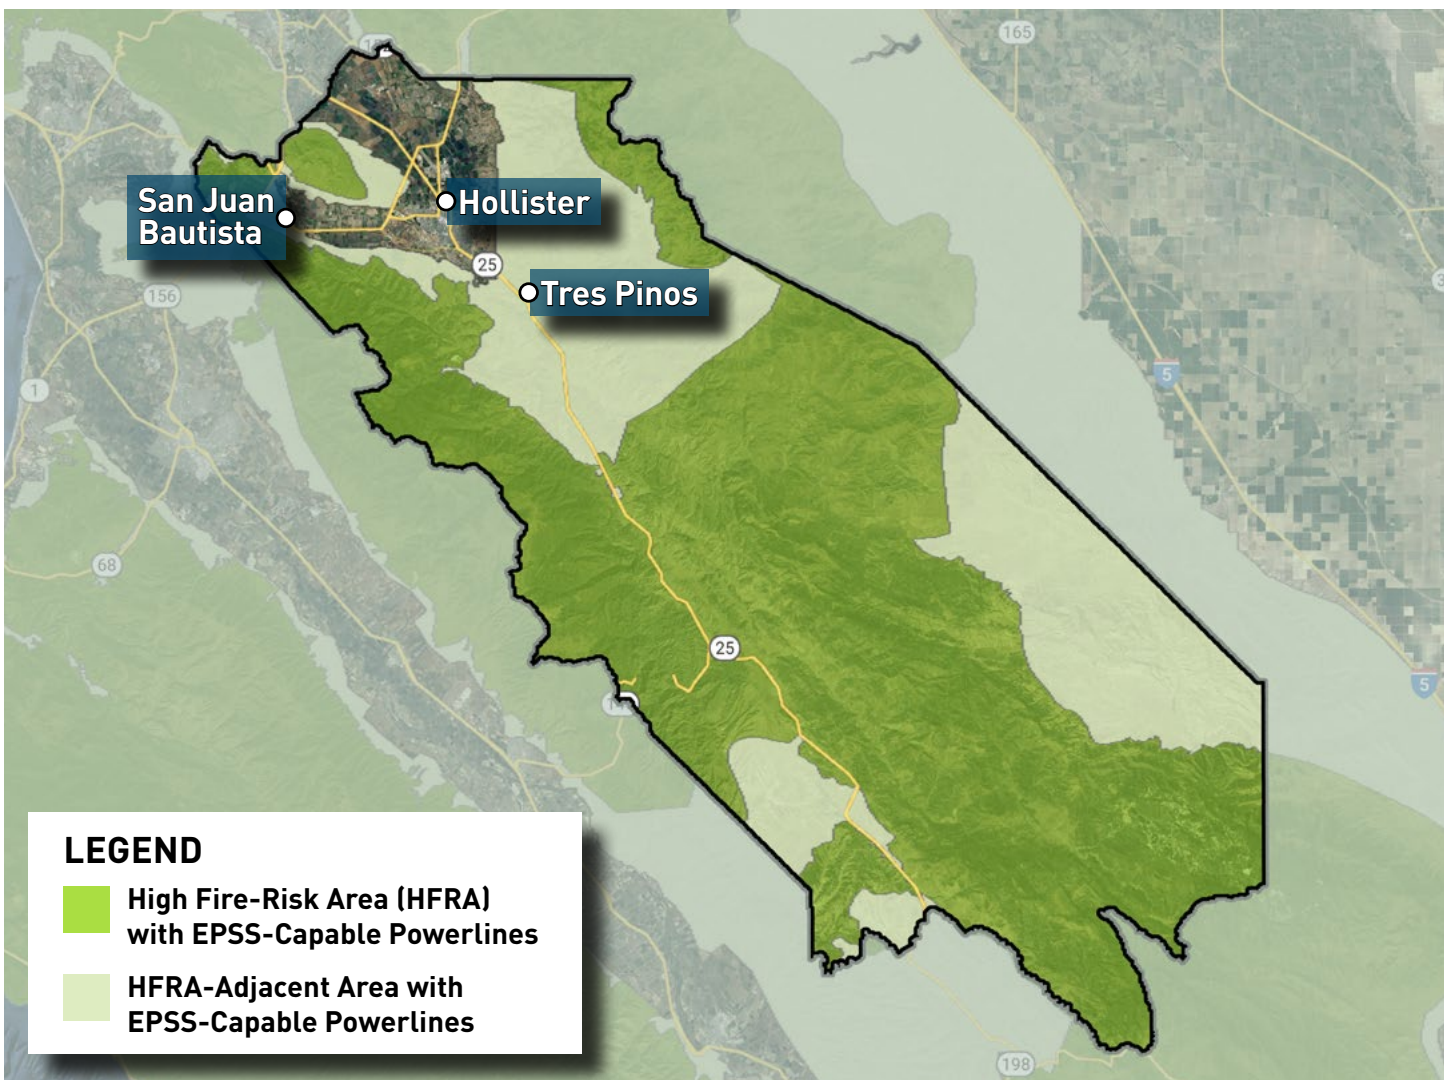 165
San Juan
Bautista
Hollister
25
Tres Pinos
156
5
1
68
25
5
LEGEND
High Fire-Risk Area (HFRA)
with EPSS-Capable Powerlines
HFRA-Adjacent Area with
EPSS-Capable Powerlines
198